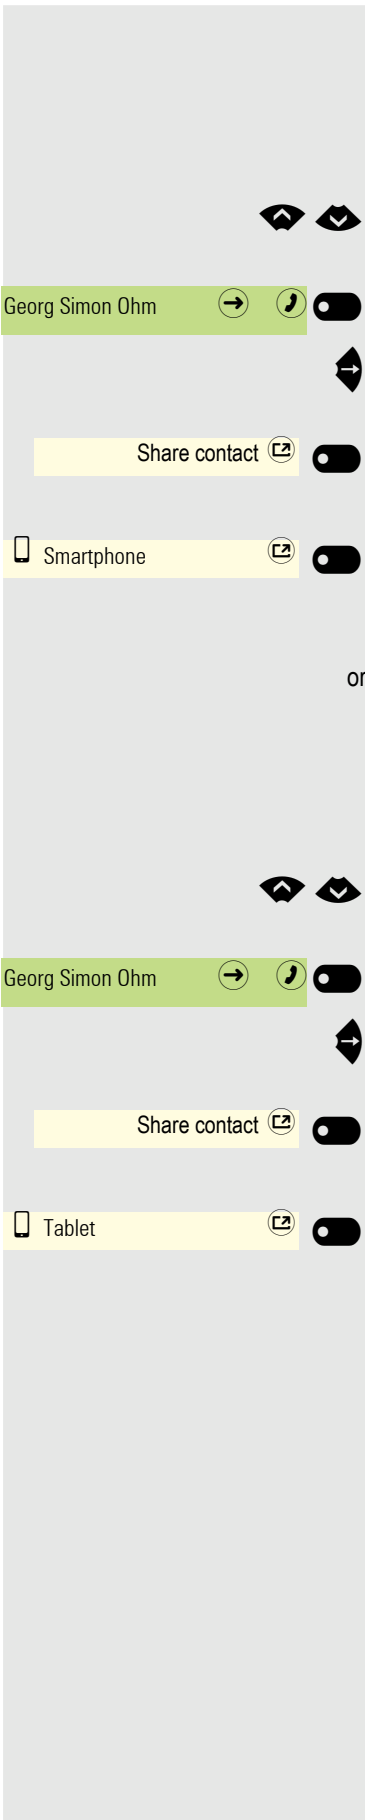 Georg Simon Ohm
Share contact
Smartphone
or
Georg Simon Ohm
Share contact
Tablet